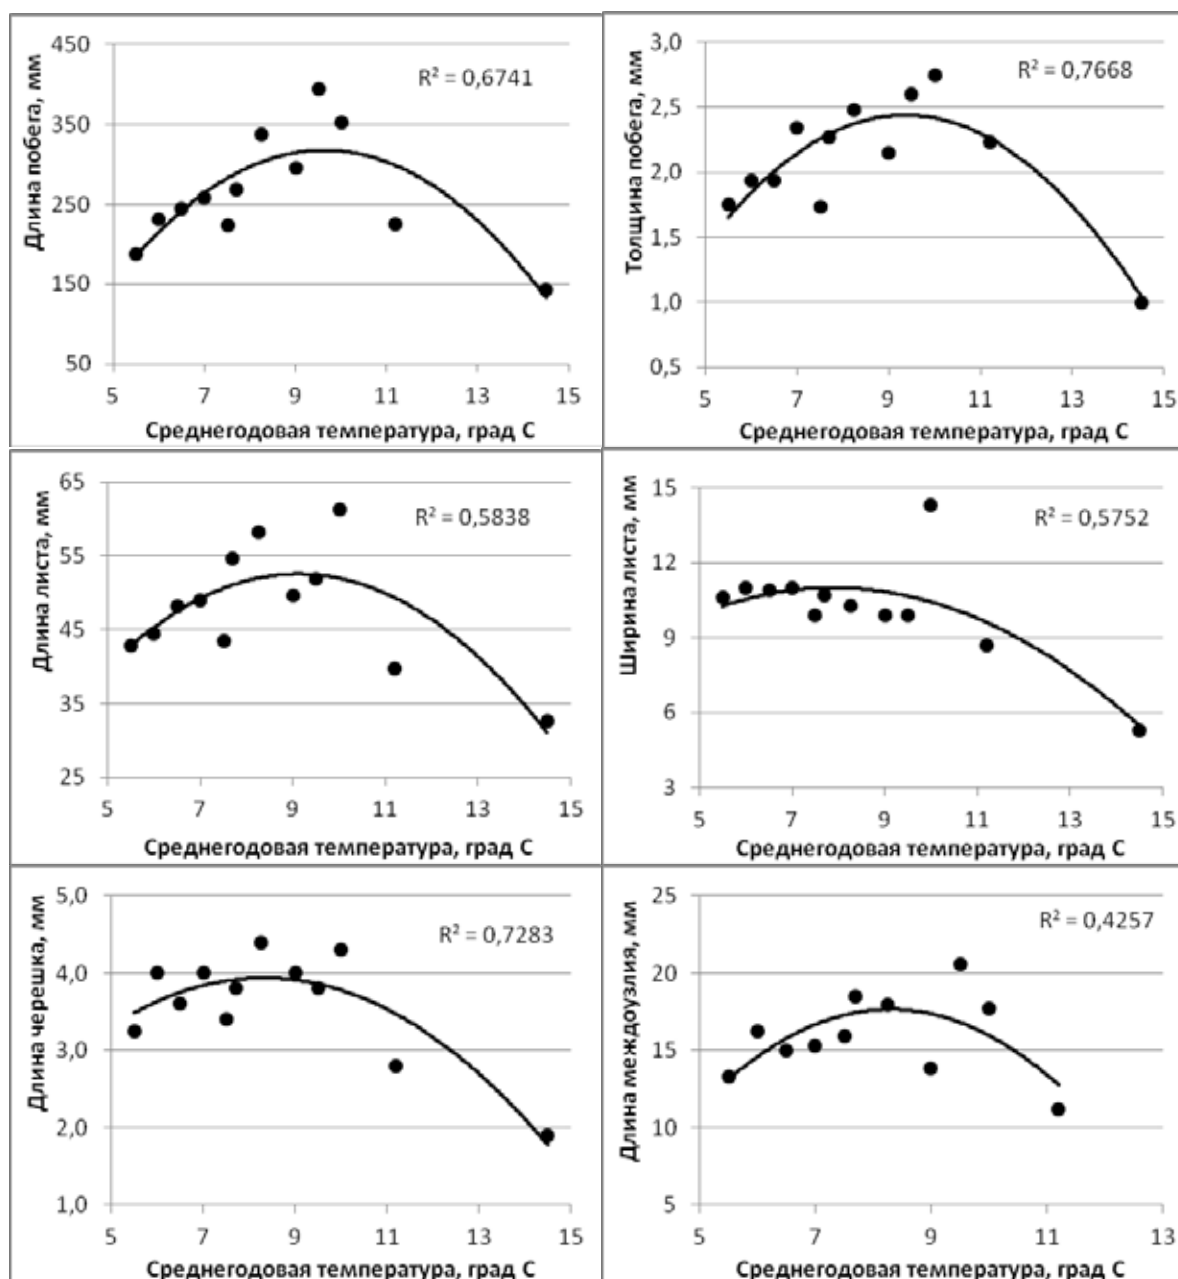 Длина побега, мм
450
350
250
150
50
R² = 0,6741
5 7 9 11 13 15
Среднегодовая температура, град С
Толщина побега, мм
3,0
2,5
2,0
1,5
1,0
0,5
R² = 0,7668
5 7 9 11 13 15
Среднегодовая температура, град С
Длина листа, мм
65
55
45
35
25
R² = 0,5838
5 7 9 11 13 15
Среднегодовая температура, град С
Ширина листа, мм
15
12
9
6
3
R² = 0,5752
5 7 9 11 13 15
Среднегодовая температура, град С
Длина черешка, мм
5,0
4,0
3,0
2,0
1,0
R² = 0,7283
5 7 9 11 13 15
Среднегодовая температура, град С
Длина междоузлия, мм
25
20
15
10
5
R² = 0,4257
5 7 9 11 13
Среднегодовая температура, град С